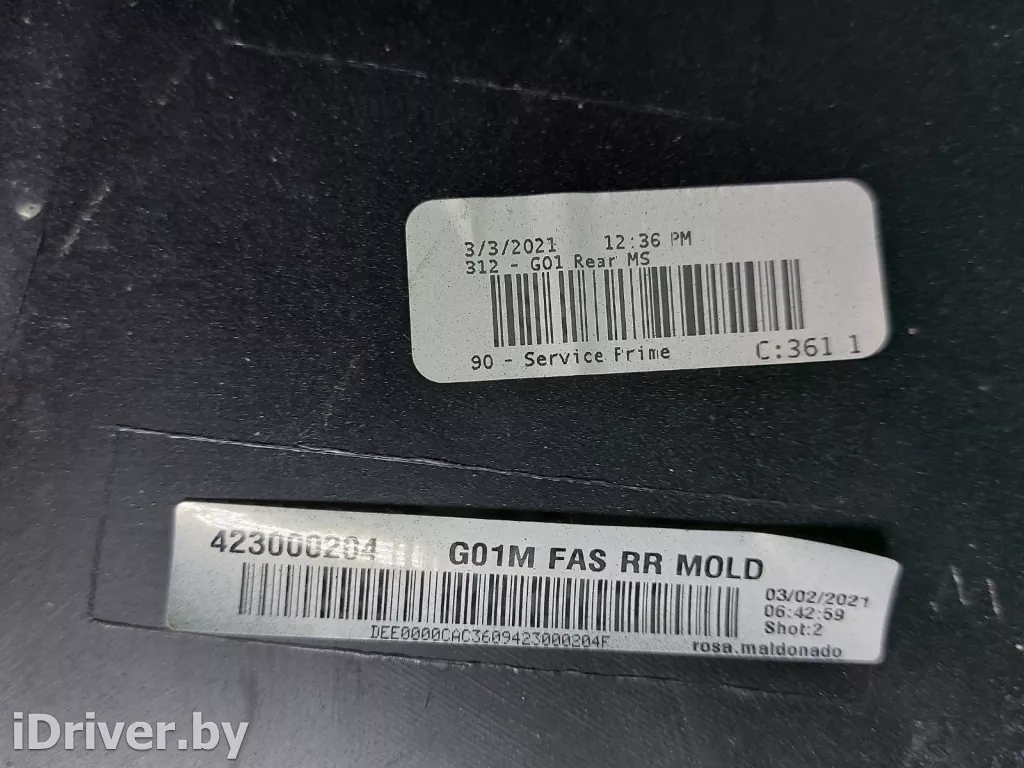 3/3/2021 12:36 PM
312 - G01 Rear MS
90 - Service Prime C:361 1
423000204 G01M FAS RR MOLD
03/02/2021
06:42:59
Shot:2
DEE0000CAC3609423000204F
rosa.maldonado
iDriver.by